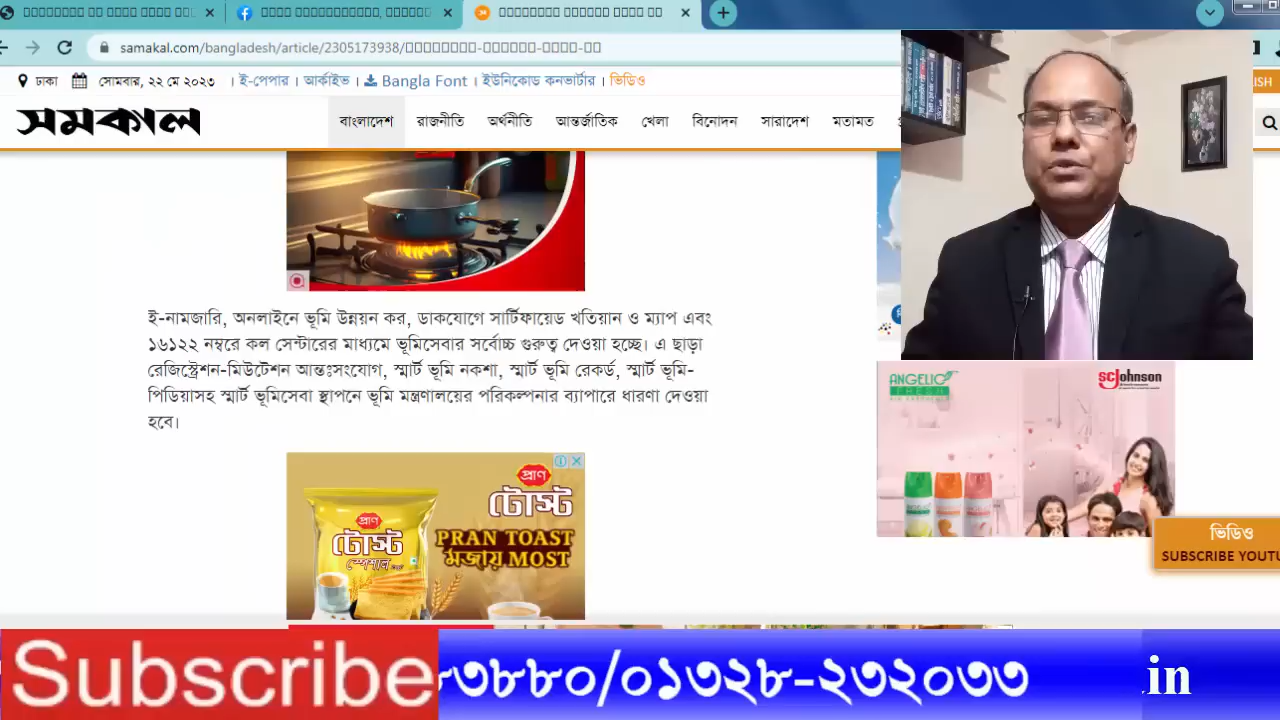 samakal.com/bangladesh/article/2305173938/
ঢাকা
সোমবার, ২২ মে ২০২৩
ই-পেপার
আর্কাইভ
Bangla Font
ইউনিকোড কনভার্টার
ভিডিও
ISH
সমকাল
বাংলাদেশ
রাজনীতি
অর্থনীতি
আন্তর্জাতিক
খেলা
বিনোদন
সারাদেশ
মতামত
ই-নামজারি, অনলাইনে ভূমি উন্নয়ন কর, ডাকযোগে সার্টিফায়েড খতিয়ান ও ম্যাপ এবং
১৬১২২ নম্বরে কল সেন্টারের মাধ্যমে ভূমিসেবার সর্বোচ্চ গুরুত্ব দেওয়া হচ্ছে। এ ছাড়া
রেজিস্ট্রেশন-মিউটেশন আন্তঃসংযোগ, স্মার্ট ভূমি নকশা, স্মার্ট ভূমি রেকর্ড, স্মার্ট ভূমি-
পিডিয়াসহ স্মার্ট ভূমিসেবা স্থাপনে ভূমি মন্ত্রণালয়ের পরিকল্পনার ব্যাপারে ধারণা দেওয়া
হবে।
ANGELIC
FRESH
SC Johnson
প্রাণ
টোস্ট
PRAN TOAST
মজায় MOST
প্রাণ
টোস্ট
স্পেশাল
ভিডিও
SUBSCRIBE YOUTU
Subscribe
৩৮৮০/০১৩২৮-২৩২০৩৩
in